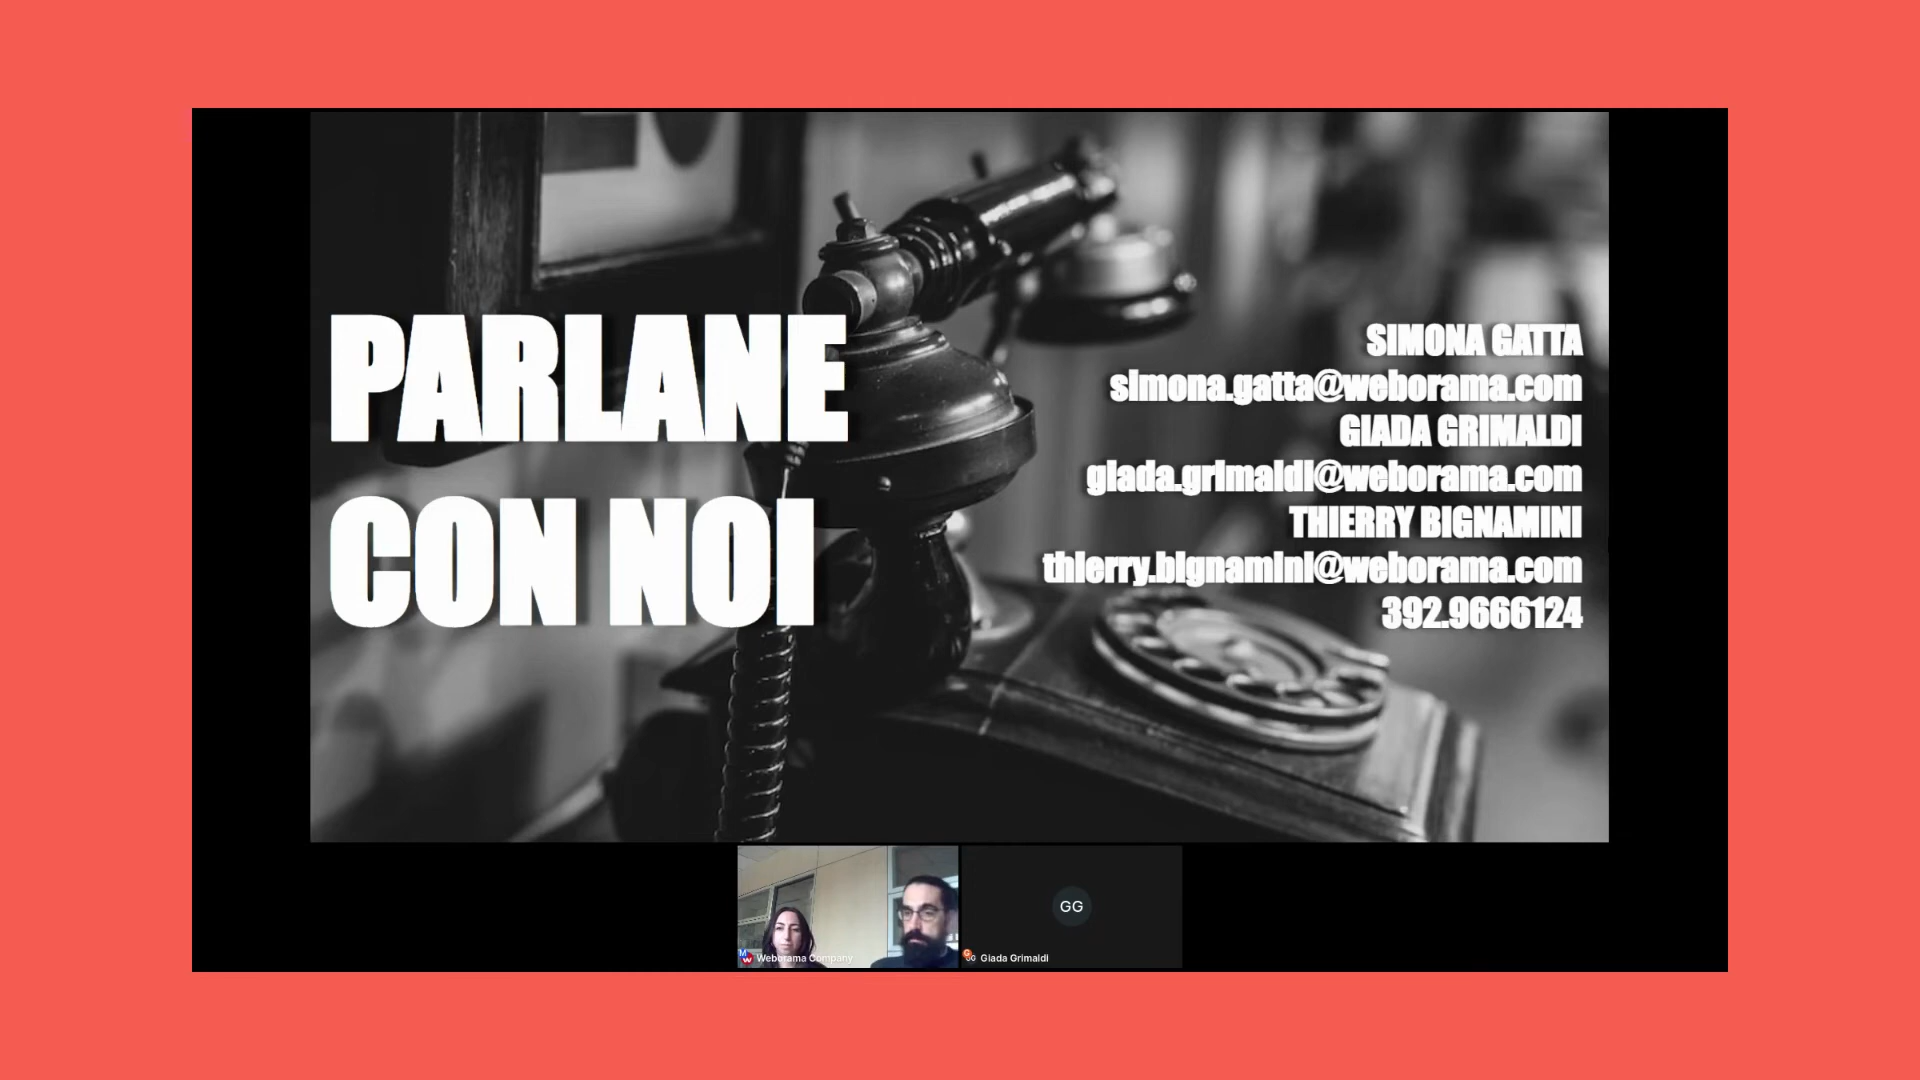 PARLANE
CON NOI
SIMONA GATTA
simona.gatta@weborama.com
GIADA GRIMALDI
giada.grimaldi@weborama.com
THIERRY BIGNAMINI
thierry.bignamini@weborama.com
392.9666124
Weborama Company
GG
Giada Grimaldi